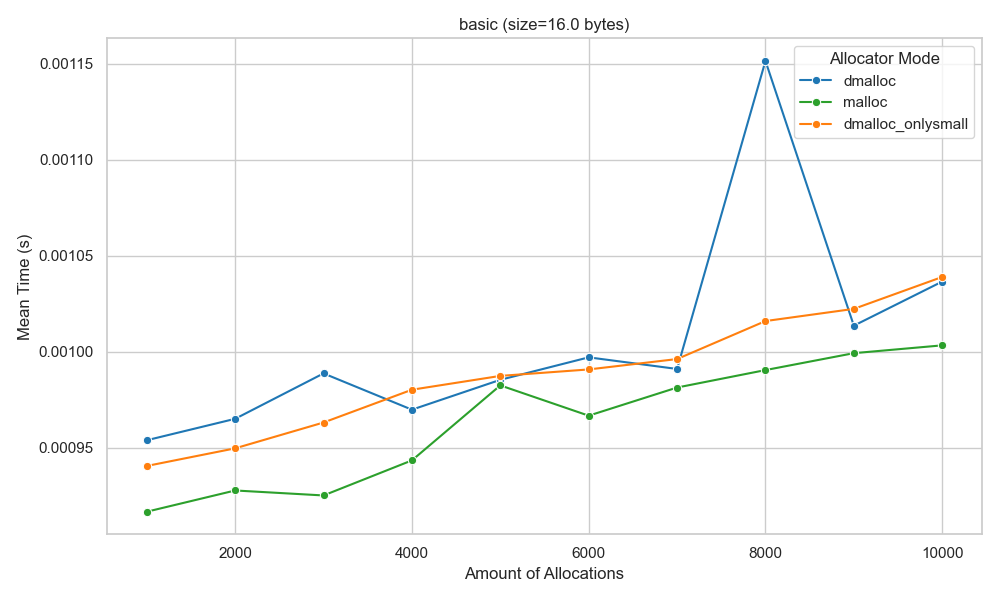 basic (size=16.0 bytes)
Allocator Mode
dmalloc
malloc
dmalloc_onlysmall
Mean Time (s)
0.00115
0.00110
0.00105
0.00100
0.00095
2000
4000
6000
8000
10000
Amount of Allocations